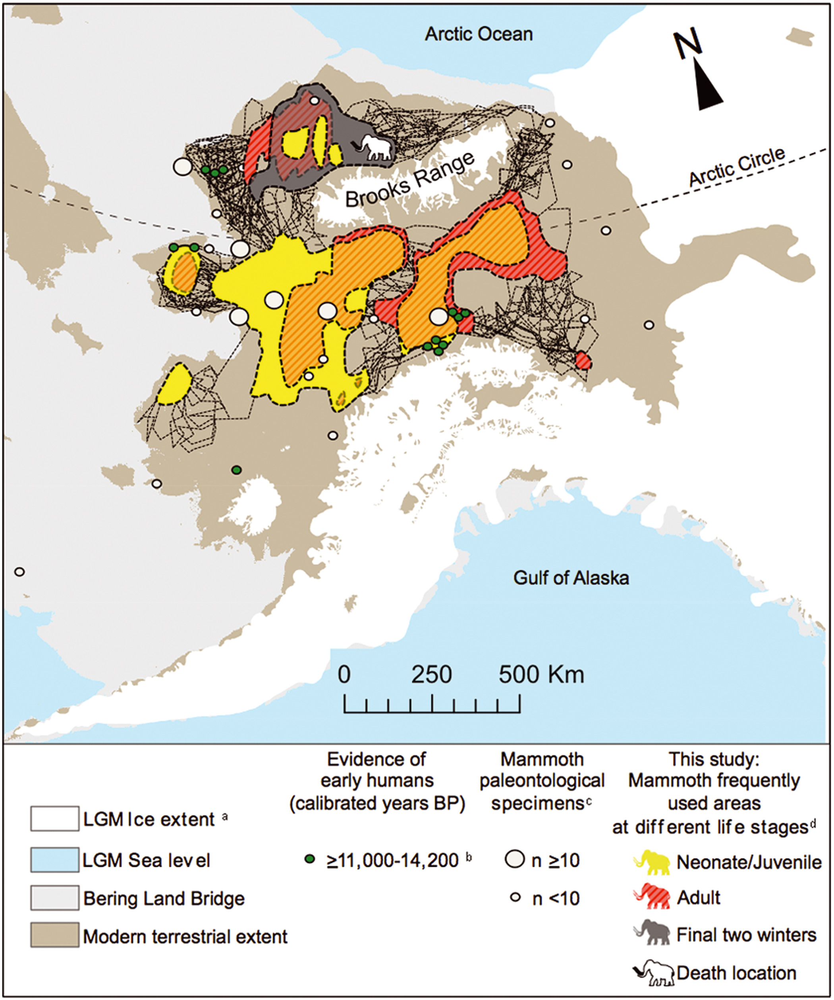 Arctic Ocean
N
Arctic Circle
Brooks Range
Gulf of Alaska
0 250 500 Km
Evidence of
early humans
(calibrated years BP)
Mammoth
paleontological
specimens c
This study:
Mammoth frequently
used areas
at different life stages d
LGM Ice extent a
LGM Sea level
Bering Land Bridge
Modern terrestrial extent
≥11,000-14,200 b
n ≥10
n <10
Neonate/Juvenile
Adult
Final two winters
Death location